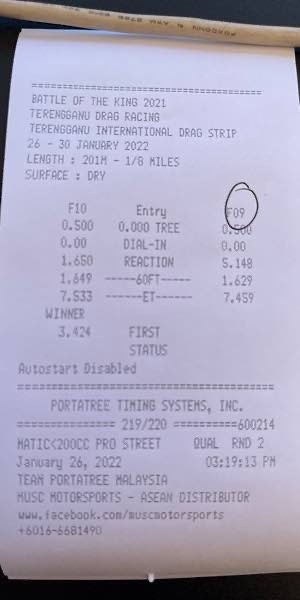 ==========================================
BATTLE OF THE KING 2021
TERENGGANU DRAG RACING
TERENGGANU INTERNATIONAL DRAG STRIP
26 - 30 JANUARY 2022
LENGTH : 201M - 1/8 MILES
SURFACE : DRY
F10 Entry F09
0.500 0.000 TREE 0.500
0.00 DIAL-IN 0.00
1.650 REACTION 5.148
1.649 -----60FT----- 1.629
7.533 ------ET------ 7.459
WINNER
3.424 FIRST
STATUS
Autostart Disabled
==========================================
PORTATREE TIMING SYSTEMS, INC.
=============== 219/220 ==========600214
MATIC<200CC PRO STREET QUAL RND 2
January 26, 2022 03:19:13 PM
TEAM PORTATREE MALAYSIA
MUSC MOTORSPORTS - ASEAN DISTRIBUTOR
www.facebook.com/muscmotorsports
+6016-6681490